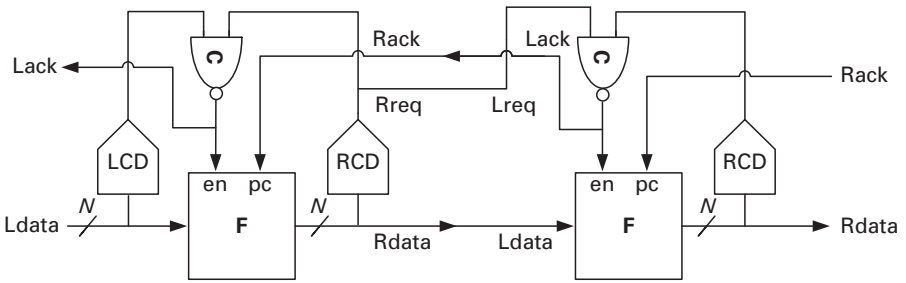 C
C
Rack
Lack
Lack
Rack
Rreq
Lreq
LCD
RCD
RCD
en pc
en pc
N
N
N
Ldata
F
F
Rdata
Rdata
Ldata